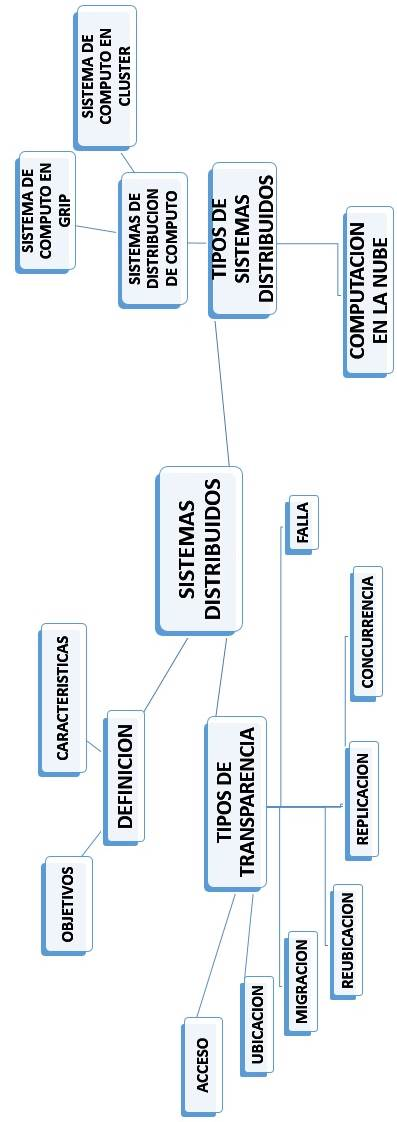 OBJETIVOS
CARACTERISTICAS
DEFINICION
SISTEMAS
DISTRIBUIDOS
SISTEMA DE
COMPUTO EN
GRIP
SISTEMA DE
COMPUTO EN
CLUSTER
SISTEMAS DE
DISTRIBUCION
DE COMPUTO
TIPOS DE
SISTEMAS
DISTRIBUIDOS
COMPUTACION
EN LA NUBE
TIPOS DE
TRANSPARENCIA
ACCESO
UBICACION
MIGRACION
REUBICACION
REPLICACION
CONCURRENCIA
FALLA